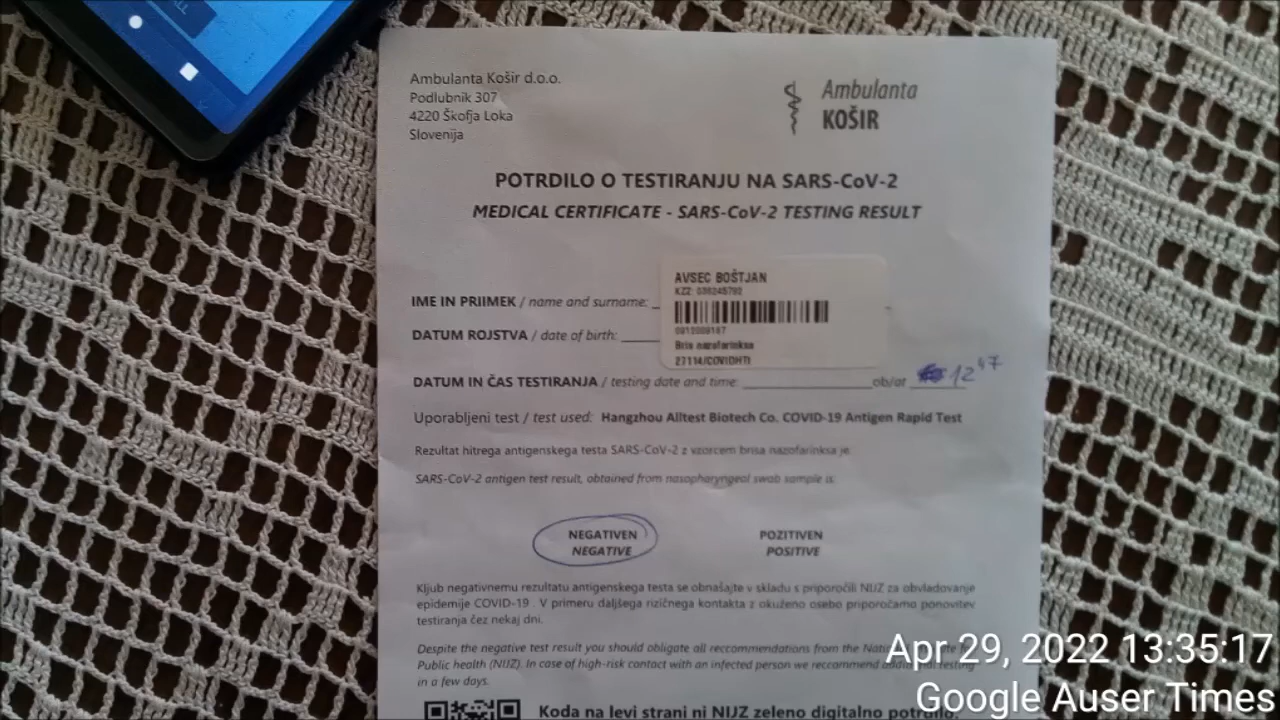 Ambulanta Košir d.o.o.
Podlubnik 307
4220 Škofja Loka
Slovenija
Ambulanta
KOŠIR
POTRDILO O TESTIRANJU NA SARS-CoV-2
MEDICAL CERTIFICATE - SARS-CoV-2 TESTING RESULT
AVSEC BOŠTJAN
KZZ
IME IN PRIIMEK / name and surname:
DATUM ROJSTVA / date of birth:
Bris nazofarinksa
27114/COVIDHTI
DATUM IN ČAS TESTIRANJA / testing date and time: ob/at 12 47
Uporabljeni test / test used: Hangzhou Alltest Biotech Co. COVID-19 Antigen Rapid Test
Rezultat hitrega antigenskega testa SARS-CoV-2 z vzorcem brisa nazofarinksa je
SARS-CoV-2 antigen test result, obtained from nasopharyngeal swab sample is:
NEGATIVEN POZITIVEN
NEGATIVE POSITIVE
Kljub negativnemu rezultatu antigenskega testa se obnašajte v skladu s priporočili NIJZ za obvladovanje
epidemije COVID-19 . V primeru daljšega rizičnega kontakta z okuženo osebo priporočamo ponovitev
testiranja čez nekaj dni.
Despite the negative test result you should obligate all reccommendations from the
Public health (NIJZ). In case of high-risk contact with an infected person we reccommend
in a few days.
Koda na levi strani ni NIJZ zeleno digitalno potrdilo.
Apr 29, 2022 13:35:17
Google Auser Times